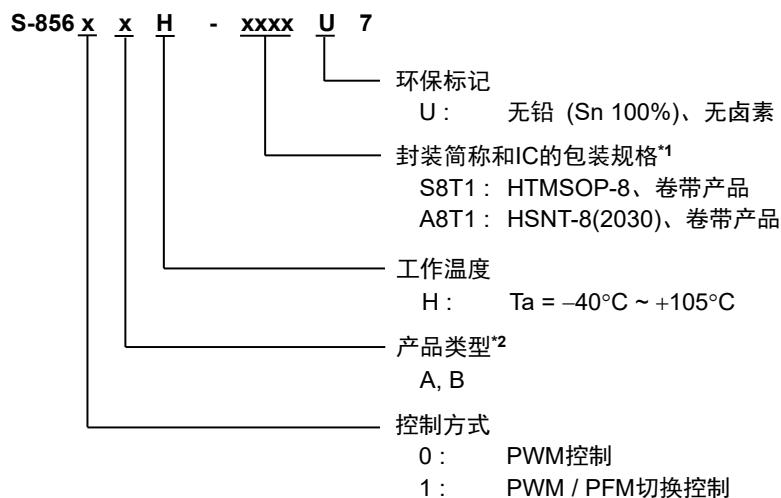 S-856 x x H - xxxx U 7
环保标记
U : 无铅 (Sn 100%)、无卤素
封装简称和IC的包装规格*1
S8T1 : HTMSOP-8、卷带产品
A8T1 : HSNT-8(2030)、卷带产品
工作温度
H : Ta = −40°C ~ +105°C
产品类型*2
A, B
控制方式
0 : PWM控制
1 : PWM / PFM切换控制